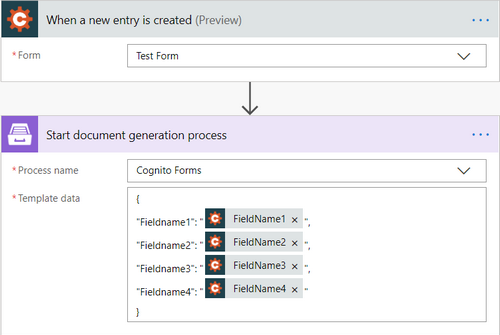 When a new entry is created (Preview)
* Form
Test Form
Start document generation process
* Process name
Cognito Forms
* Template data
{
"Fieldname1": " FieldName1 × ",
"Fieldname2": " FieldName2 × ",
"Fieldname3": " FieldName3 × ",
"Fieldname4": " FieldName4 × "
}